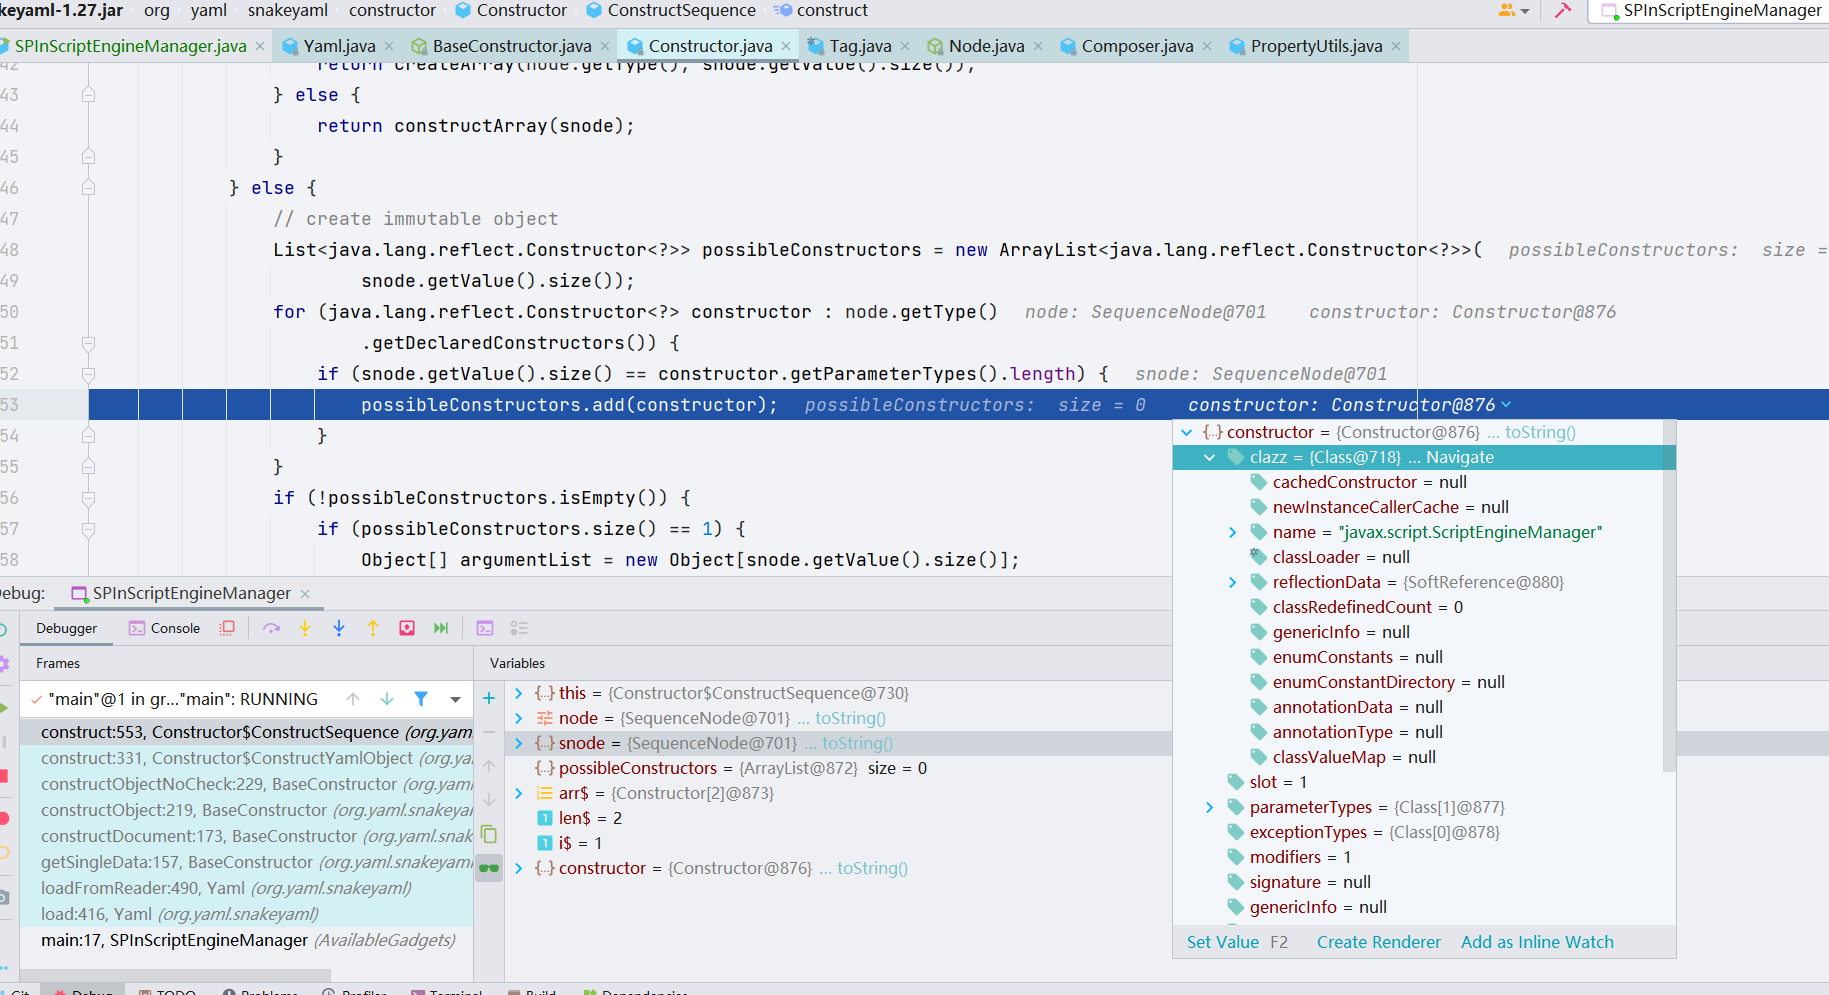 keyaml-1.27.jar org yaml snakeyaml constructor Constructor ConstructSequence construct SPInScriptEngineManager
SPInScriptEngineManager.java × Yaml.java × BaseConstructor.java × Constructor.java × Tag.java × Node.java × Composer.java × PropertyUtils.java ×
42 return createArray(node.getType(), snode.getValue().size());
43 } else {
44 return constructArray(snode);
45 }
46 } else {
47 // create immutable object
48 List<java.lang.reflect.Constructor<?>> possibleConstructors = new ArrayList<java.lang.reflect.Constructor<?>>( possibleConstructors: size =
49 snode.getValue().size());
50 for (java.lang.reflect.Constructor<?> constructor : node.getType() node: SequenceNode@701 constructor: Constructor@876
51 .getDeclaredConstructors()) {
52 if (snode.getValue().size() == constructor.getParameterTypes().length) { snode: SequenceNode@701
53 possibleConstructors.add(constructor); possibleConstructors: size = 0 constructor: Constructor@876
54 }
55 }
56 if (!possibleConstructors.isEmpty()) {
57 if (possibleConstructors.size() == 1) {
58 Object[] argumentList = new Object[snode.getValue().size()];
constructor = {Constructor@876} ... toString()
clazz = {Class@718} ... Navigate
cachedConstructor = null
newInstanceCallerCache = null
name = "javax.script.ScriptEngineManager"
classLoader = null
reflectionData = {SoftReference@880}
classRedefinedCount = 0
genericInfo = null
enumConstants = null
enumConstantDirectory = null
annotationData = null
annotationType = null
classValueMap = null
slot = 1
parameterTypes = {Class[1]@877}
exceptionTypes = {Class[0]@878}
modifiers = 1
signature = null
genericInfo = null
Set Value F2 Create Renderer Add as Inline Watch
ebug: SPInScriptEngineManager ×
Debugger Console
Frames
"main"@1 in gr..."main": RUNNING
construct:553, Constructor$ConstructSequence (org.yaml
construct:331, Constructor$ConstructYamlObject (org.ya
constructObjectNoCheck:229, BaseConstructor (org.yaml
constructObject:219, BaseConstructor (org.snakeyaml
constructDocument:173, BaseConstructor (org.yaml.snak
getSingleData:157, BaseConstructor (org.yaml.snakeyaml
loadFromReader:490, Yaml (org.yaml.snakeyaml)
load:416, Yaml (org.yaml.snakeyaml)
main:17, SPInScriptEngineManager (AvailableGadgets)
Variables
this = {Constructor$ConstructSequence@730}
node = {SequenceNode@701} ... toString()
snode = {SequenceNode@701} ... toString()
possibleConstructors = {ArrayList@872} size = 0
arr$ = {Constructor[2]@873}
len$ = 2
i$ = 1
constructor = {Constructor@876} ... toString()
Git Debug TODO Problems Profiler Terminal Build Dependencies